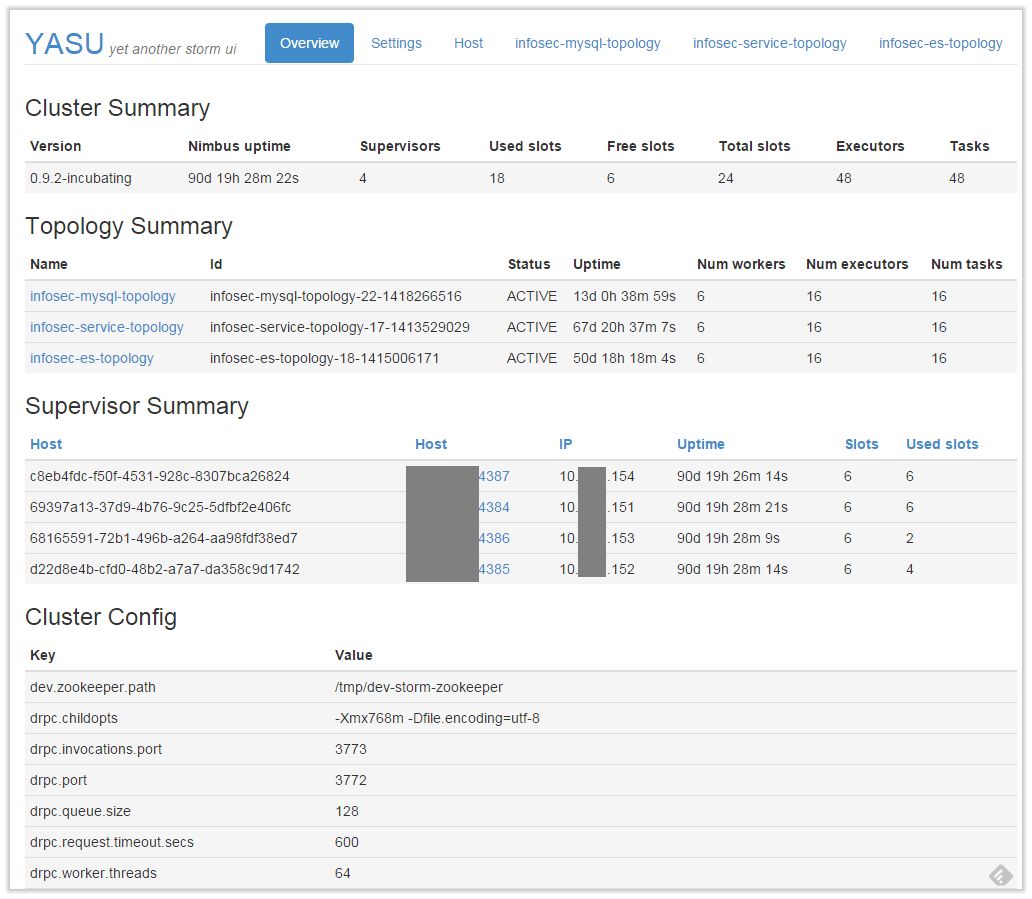 YASU yet another storm ui Overview Settings Host infosec-mysql-topology infosec-service-topology infosec-es-topology
Cluster Summary
Version Nimbus uptime Supervisors Used slots Free slots Total slots Executors Tasks
0.9.2-incubating 90d 19h 28m 22s 4 18 6 24 48 48
Topology Summary
Name Id Status Uptime Num workers Num executors Num tasks
infosec-mysql-topology infosec-mysql-topology-22-1418266516 ACTIVE 13d 0h 38m 59s 6 16 16
infosec-service-topology infosec-service-topology-17-1413529029 ACTIVE 67d 20h 37m 7s 6 16 16
infosec-es-topology infosec-es-topology-18-1415006171 ACTIVE 50d 18h 18m 4s 6 16 16
Supervisor Summary
Host Host IP Uptime Slots Used slots
c8eb4fdc-f50f-4531-928c-8307bca26824 4387 10. .154 90d 19h 26m 14s 6 6
69397a13-37d9-4b76-9c25-5dfbf2e406fc 4384 10. .151 90d 19h 28m 21s 6 6
68165591-72b1-496b-a264-aa98fdf38ed7 4386 10. .153 90d 19h 28m 9s 6 2
d22d8e4b-cfd0-48b2-a7a7-da358c9d1742 4385 10. .152 90d 19h 28m 14s 6 4
Cluster Config
Key Value
dev.zookeeper.path /tmp/dev-storm-zookeeper
drpc.childopts -Xmx768m -Dfile.encoding=utf-8
drpc.invocations.port 3773
drpc.port 3772
drpc.queue.size 128
drpc.request.timeout.secs 600
drpc.worker.threads 64